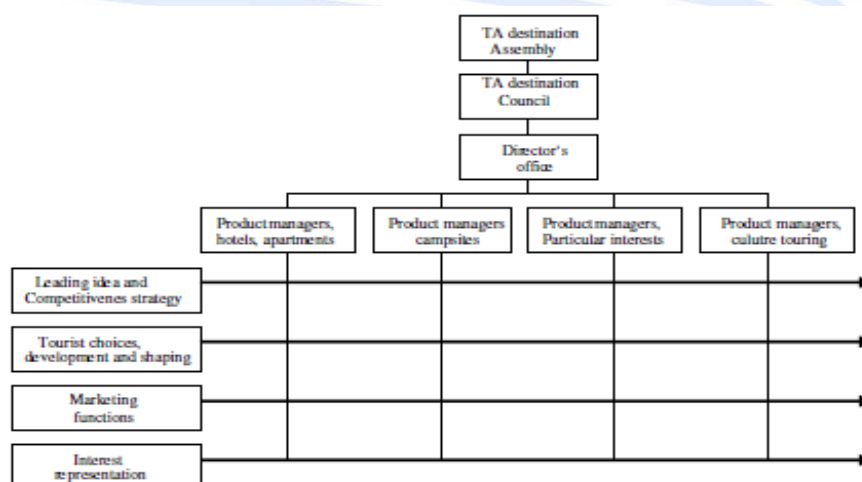 TA destination
Assembly
TA destination
Council
Director's
office
Product managers,
hotels, apartments
Product managers
campsites
Product managers,
Particular interests
Product managers,
culutre touring
Leading idea and
Competitivenes strategy
Tourist choices,
development and shaping
Marketing
functions
Interest
representation